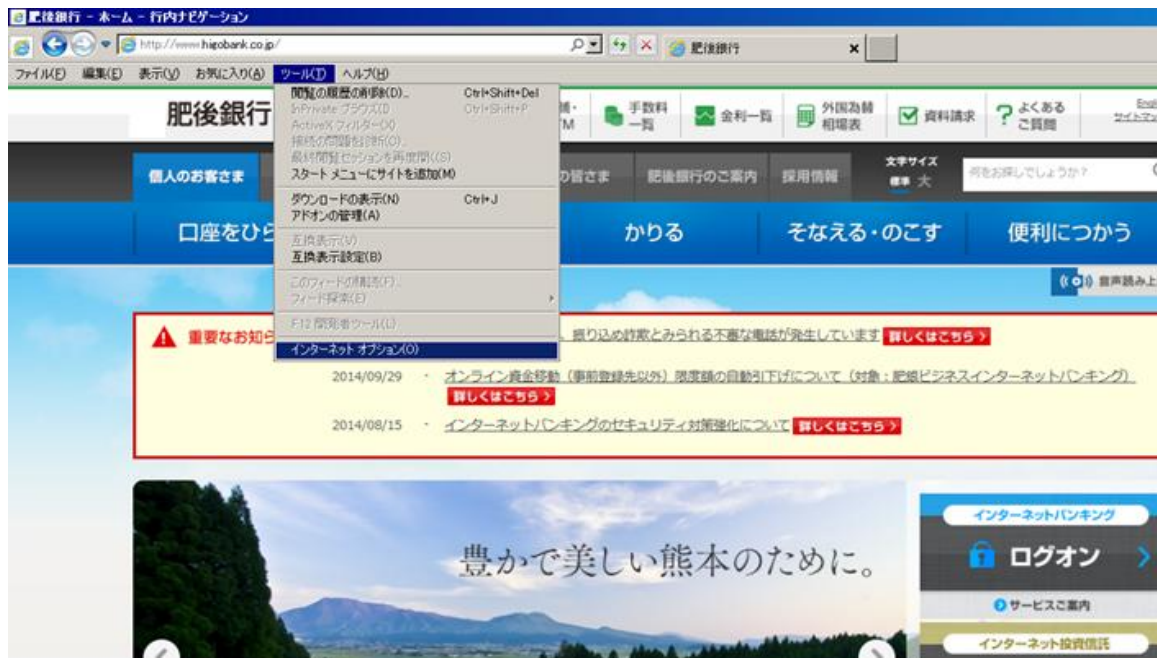 肥後銀行 - ホーム - 行内ナビゲーション
http://www.higobank.co.jp/
肥後銀行
ファイル(F) 編集(E) 表示(V) お気に入り(A) ツール(T) ヘルプ(H)
閲覧の履歴の削除(D)... Ctrl+Shift+Del
InPrivate ブラウズ(I) Ctrl+Shift+P
ActiveX フィルター(X)
接続の問題を診断(C)...
最終閲覧セッションを再度開く(S)
スタート メニューにサイトを追加(M)
ダウンロードの表示(N) Ctrl+J
アドオンの管理(A)
互換表示(V)
互換表示設定(B)
このフィードの購読(F)...
フィード探索(E)
F12 開発者ツール(L)
インターネット オプション(O)
肥後銀行
手数料一覧
金利一覧
外国為替相場表
資料請求
よくあるご質問
個人のお客さま
の皆さま
肥後銀行のご案内
採用情報
文字サイズ
標準 大
何をお探しでしょうか?
口座をひら
かりる
そなえる・のこす
便利につかう
音声読み上
重要なお知ら
振り込め詐欺とみられる不審な電話が発生しています 詳しくはこちら
2014/09/29 ・ オンライン資金移動(事前登録先以外)限度額の自動引下げについて(対象:肥銀ビジネスインターネットバンキング)
詳しくはこちら
2014/08/15 ・ インターネットバンキングのセキュリティ対策強化について 詳しくはこちら
豊かで美しい熊本のために。
インターネットバンキング
ログオン
サービスご案内
インターネット投資信託